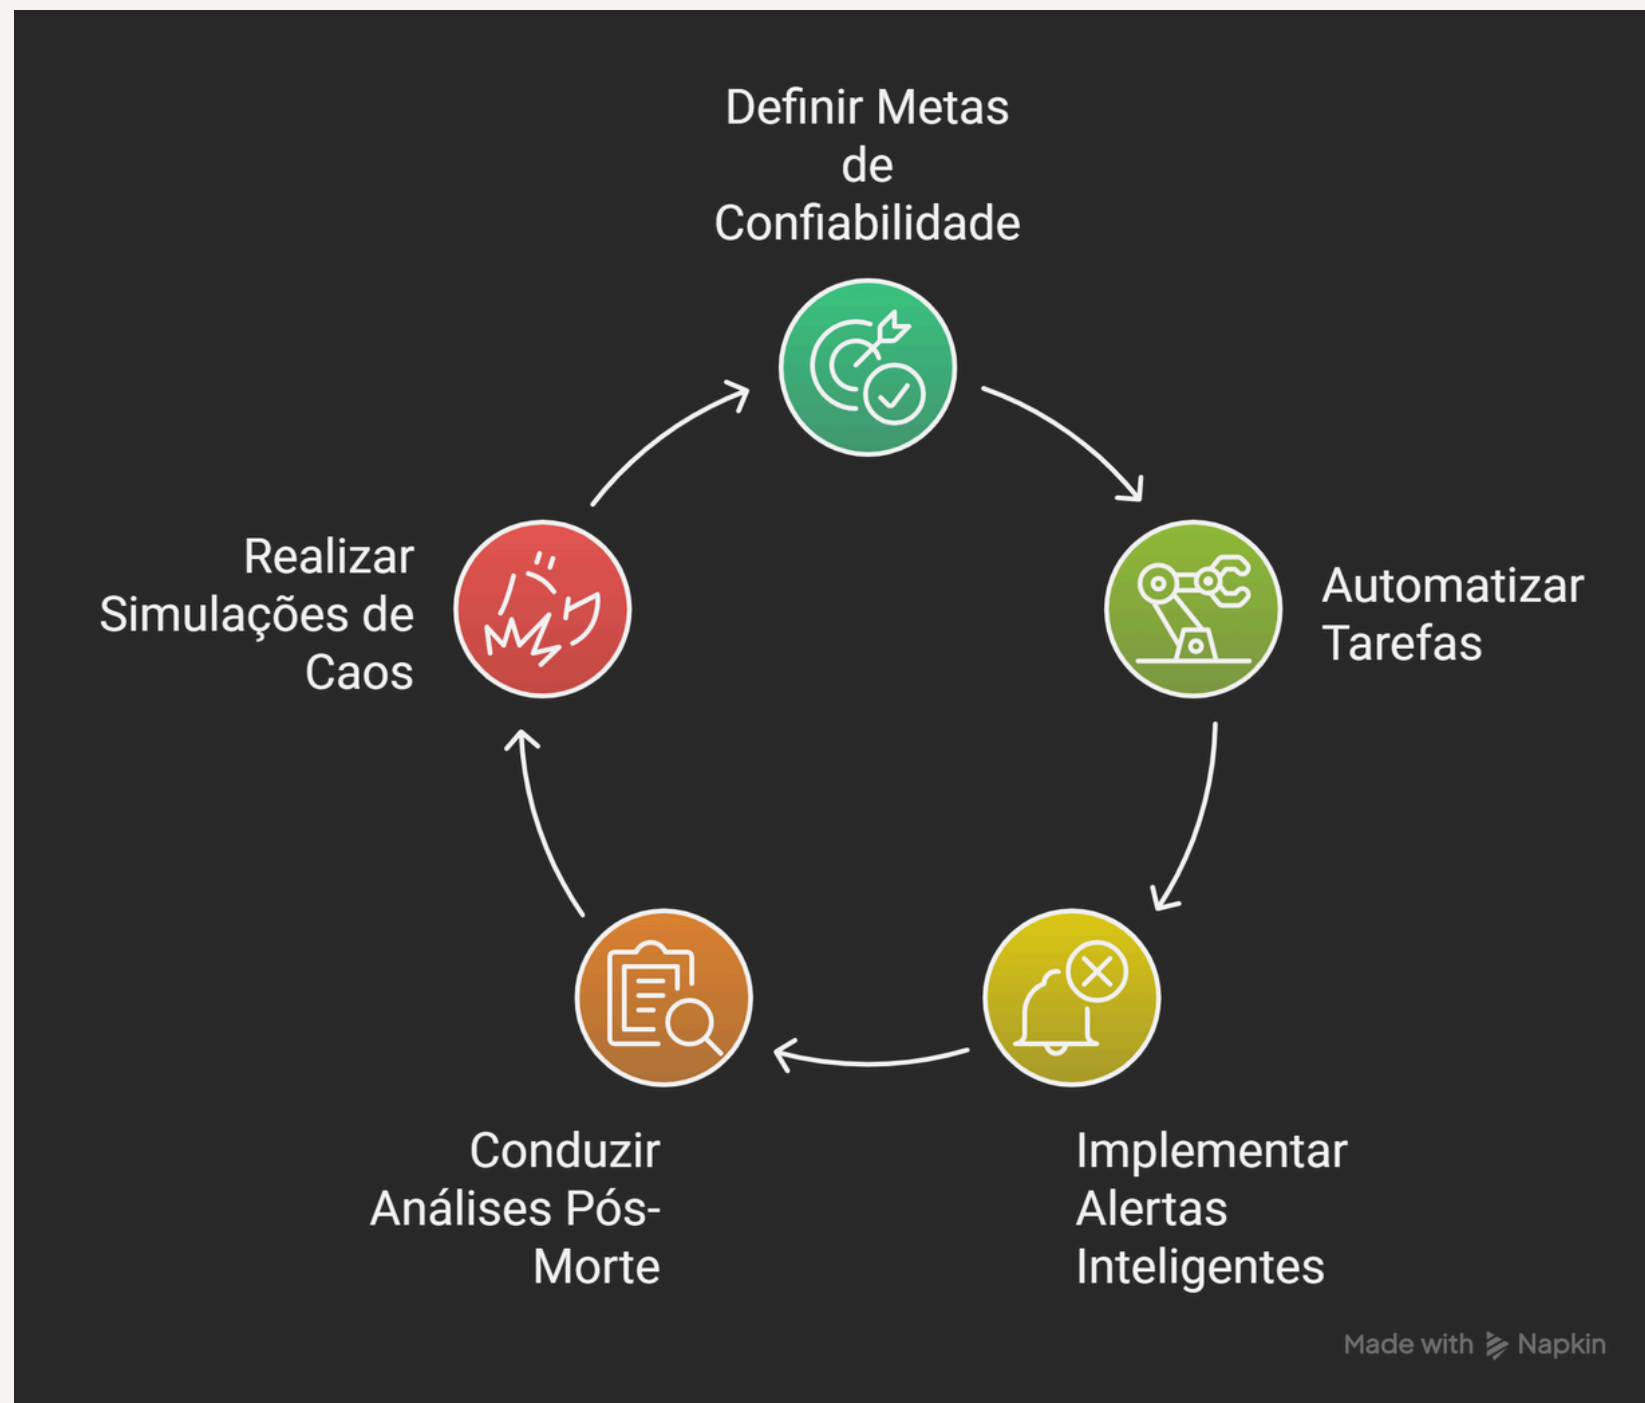 Definir Metas
de
Confiabilidade
Automatizar
Tarefas
Implementar
Alertas
Inteligentes
Conduzir
Análises Pós-
Morte
Realizar
Simulações de
Caos
Made with Napkin